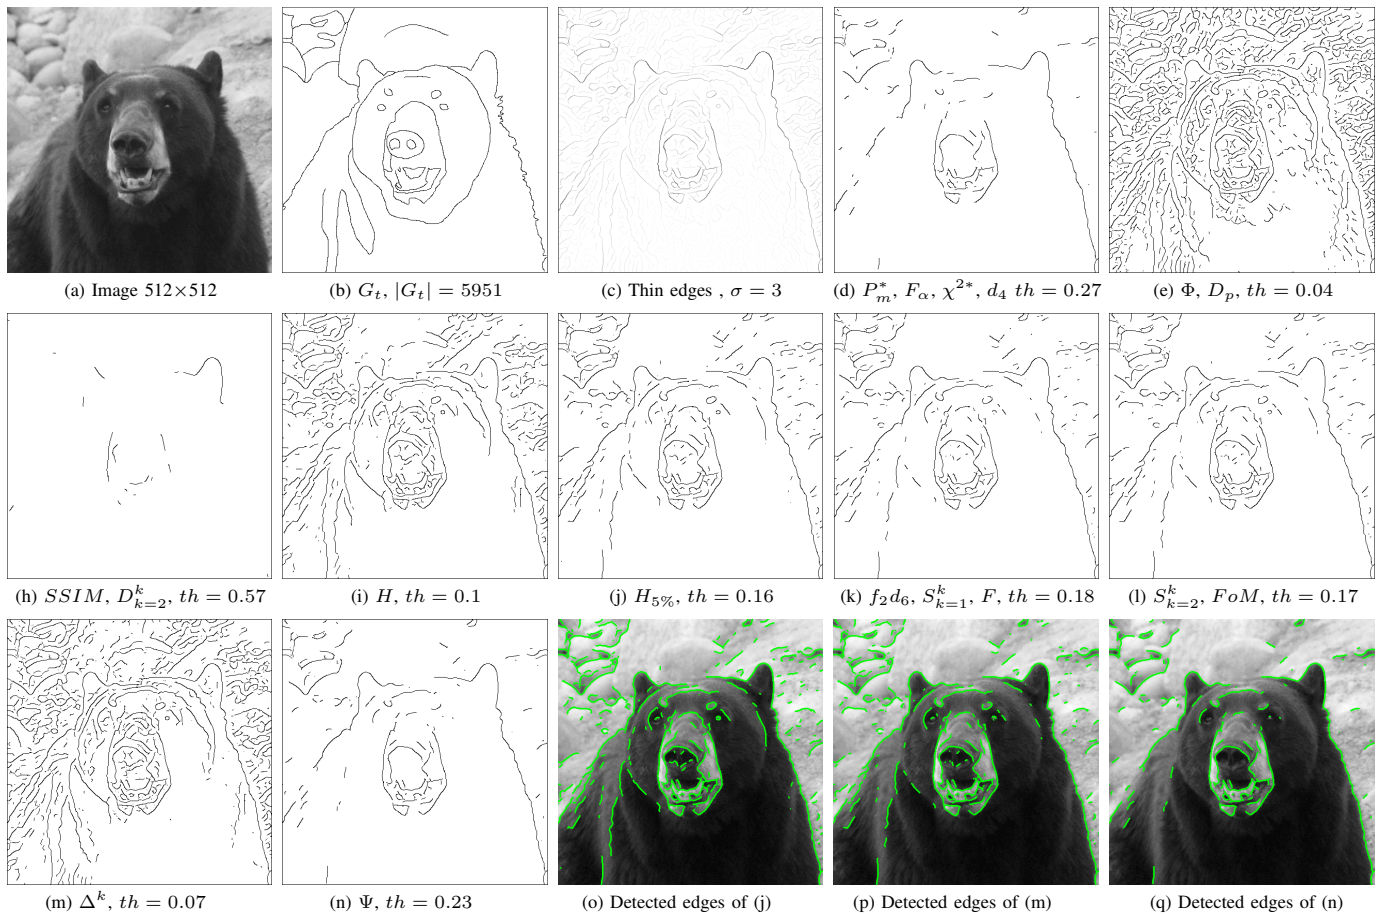 (a) Image 512×512
(b) G_t, |G_t| = 5951
(c) Thin edges , σ = 3
(d) P*_m, F_α, χ^2*, d_4 th = 0.27
(e) Φ, D_p, th = 0.04
(h) SSIM, D^k_{k=2}, th = 0.57
(i) H, th = 0.1
(j) H_{5%}, th = 0.16
(k) f_2d_6, S^k_{k=1}, F, th = 0.18
(l) S^k_{k=2}, FoM, th = 0.17
(m) Δ^k, th = 0.07
(n) Ψ, th = 0.23
(o) Detected edges of (j)
(p) Detected edges of (m)
(q) Detected edges of (n)